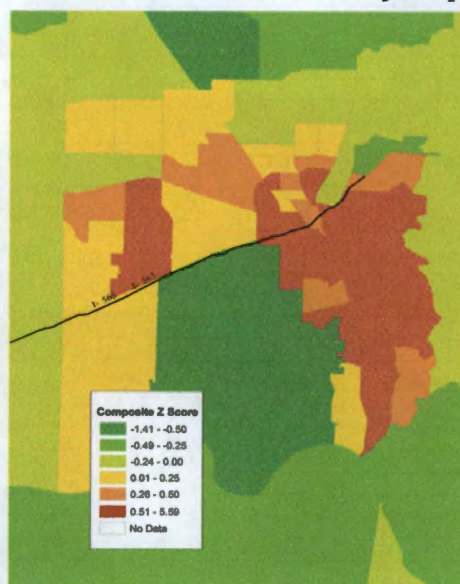 I- 565
Composite Z Score
-1.41 - -0.50
-0.49 - -0.25
-0.24 - 0.00
0.01 - 0.25
0.26 - 0.50
0.51 - 5.59
No Data